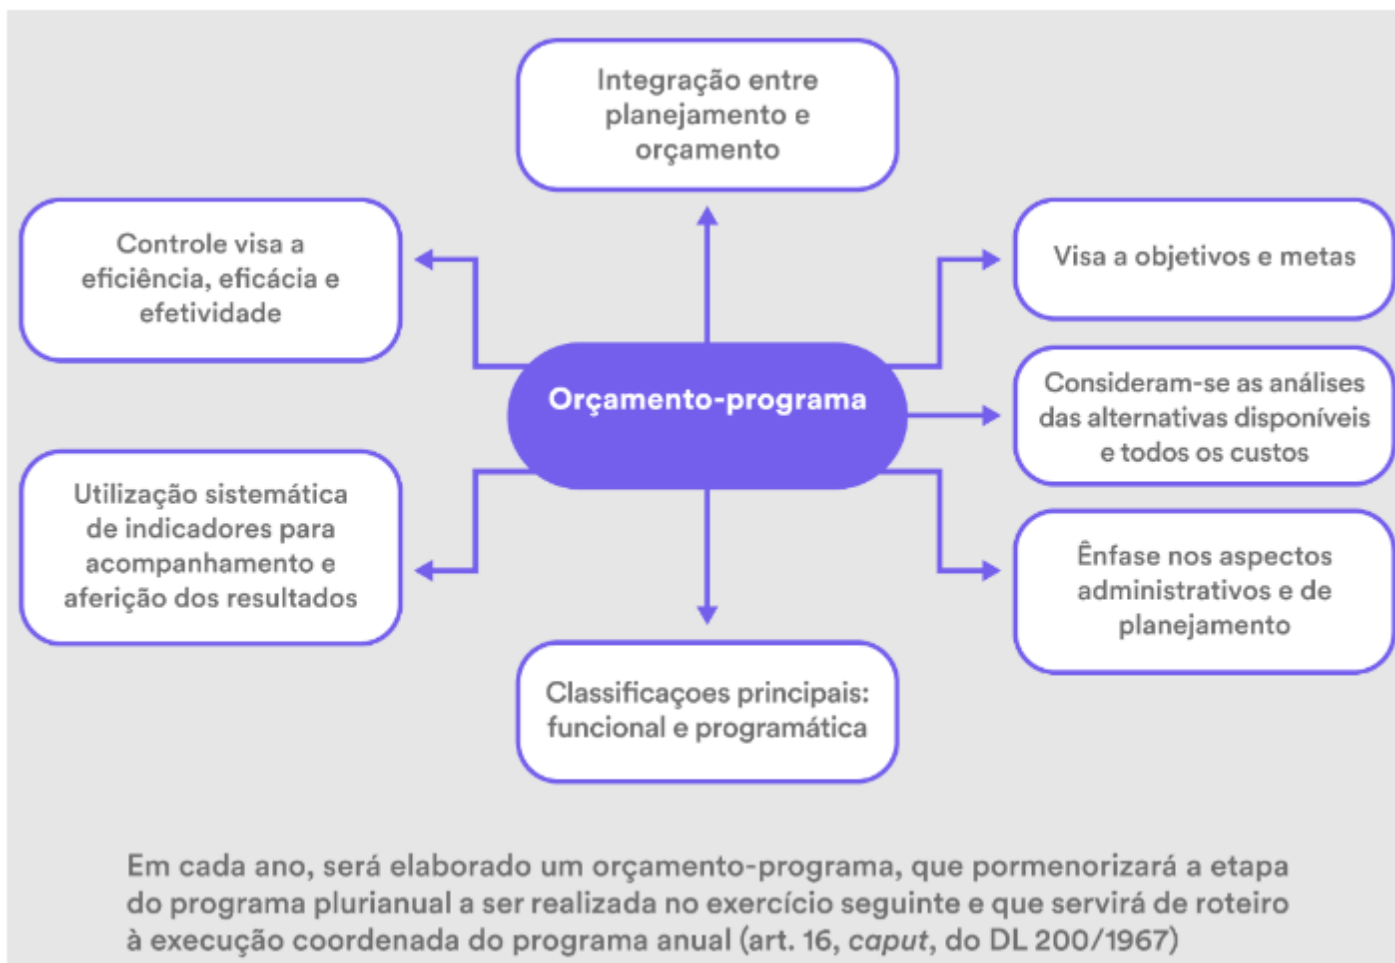 Integração entre
planejamento e
orçamento
Controle visa a
eficiência, eficácia e
efetividade
Visa a objetivos e metas
Orçamento-programa
Consideram-se as análises
das alternativas disponíveis
e todos os custos
Utilização sistemática
de indicadores para
acompanhamento e
aferição dos resultados
Ênfase nos aspectos
administrativos e de
planejamento
Classificaçoes principais:
funcional e programática
Em cada ano, será elaborado um orçamento-programa, que pormenorizará a etapa
do programa plurianual a ser realizada no exercício seguinte e que servirá de roteiro
à execução coordenada do programa anual (art. 16, caput, do DL 200/1967)